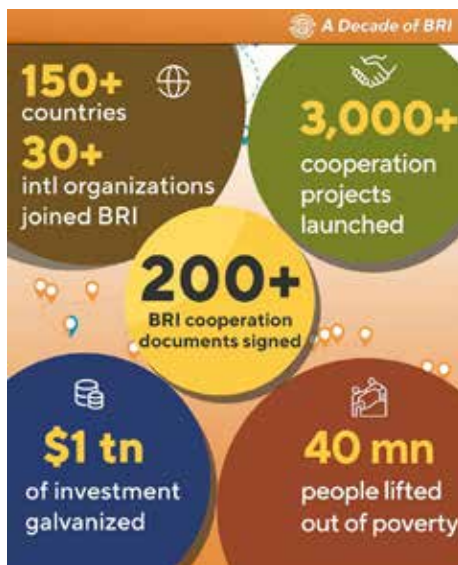 A Decade of BRI
150+
countries
30+
intl organizations
joined BRI
3,000+
cooperation
projects
launched
200+
BRI cooperation
documents signed
$1 tn
of investment
galvanized
40 mn
people lifted
out of poverty